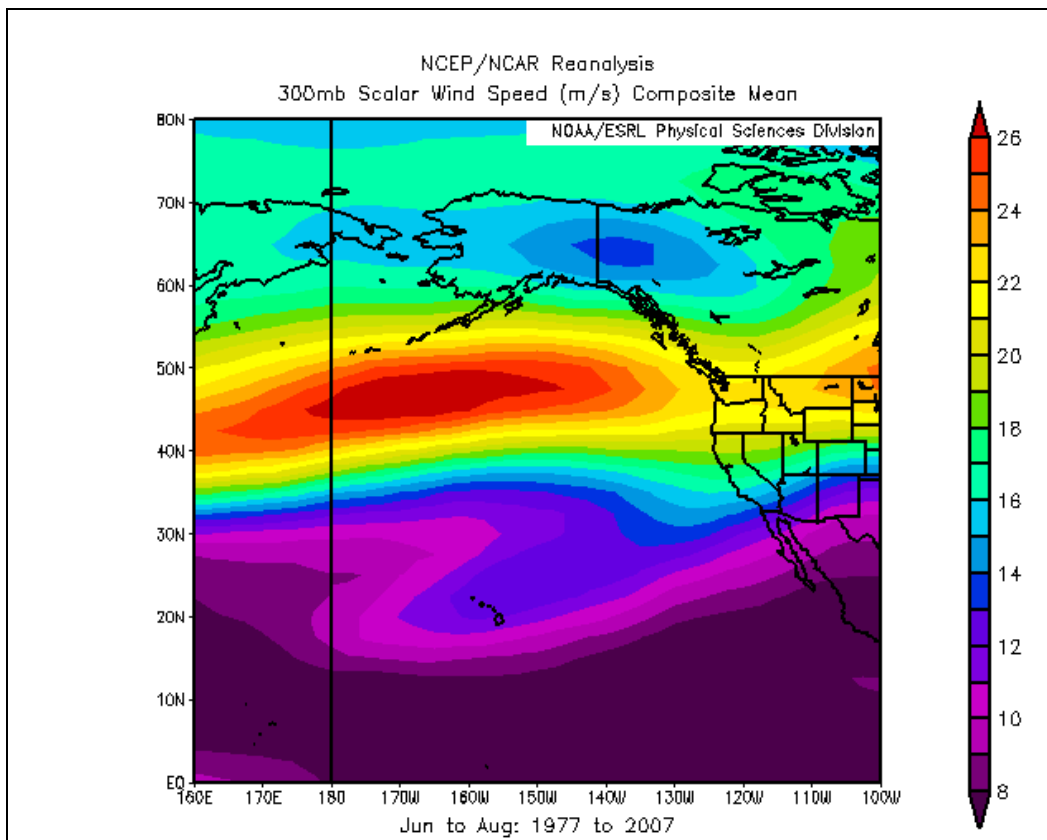 NCEP/NCAR Reanalysis
300mb Scalar Wind Speed (m/s) Composite Mean
NOAA/ESRL Physical Sciences Division
80N
70N
60N
50N
40N
30N
20N
10N
EQ
160E 170E 180 170W 160W 150W 140W 130W 120W 110W 100W
Jun to Aug: 1977 to 2007
26
24
22
20
18
16
14
12
10
8